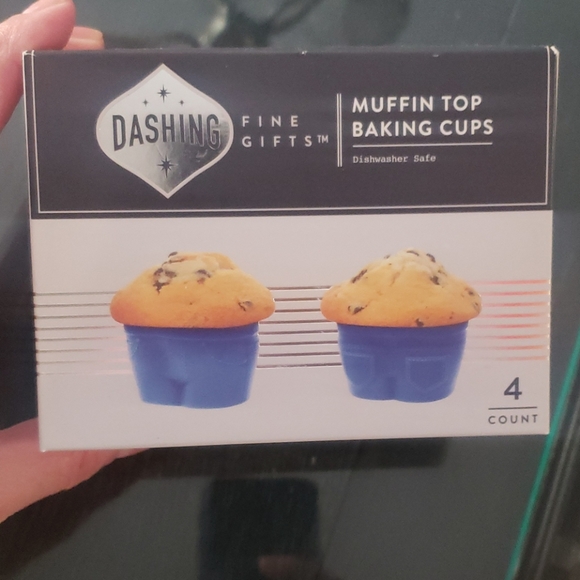 DASHING
FINE
GIFTS™
MUFFIN TOP
BAKING CUPS
Dishwasher Safe
4
COUNT